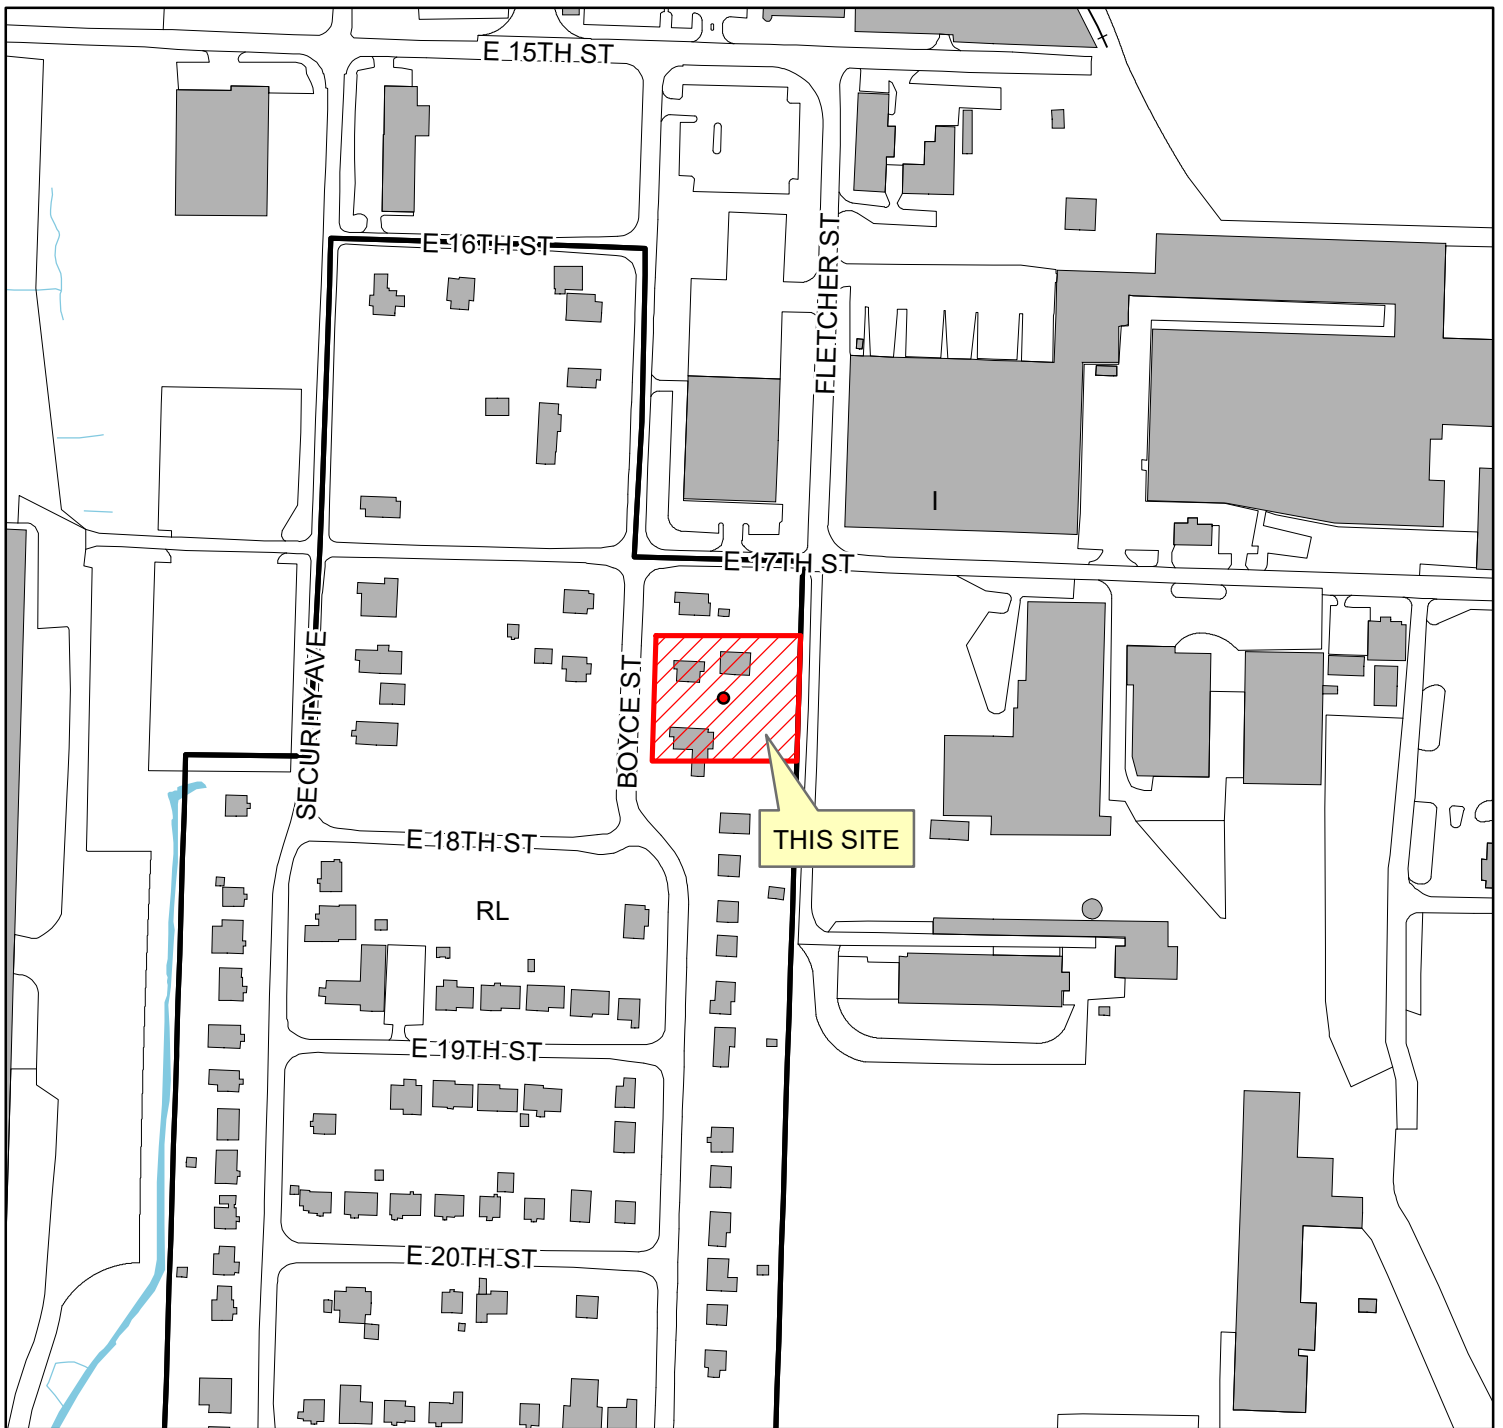 E 15TH ST
E 16TH ST
FLETCHER ST
I
E 17TH ST
SECURITY AVE
BOYCE ST
THIS SITE
E 18TH ST
RL
E 19TH ST
E 20TH ST